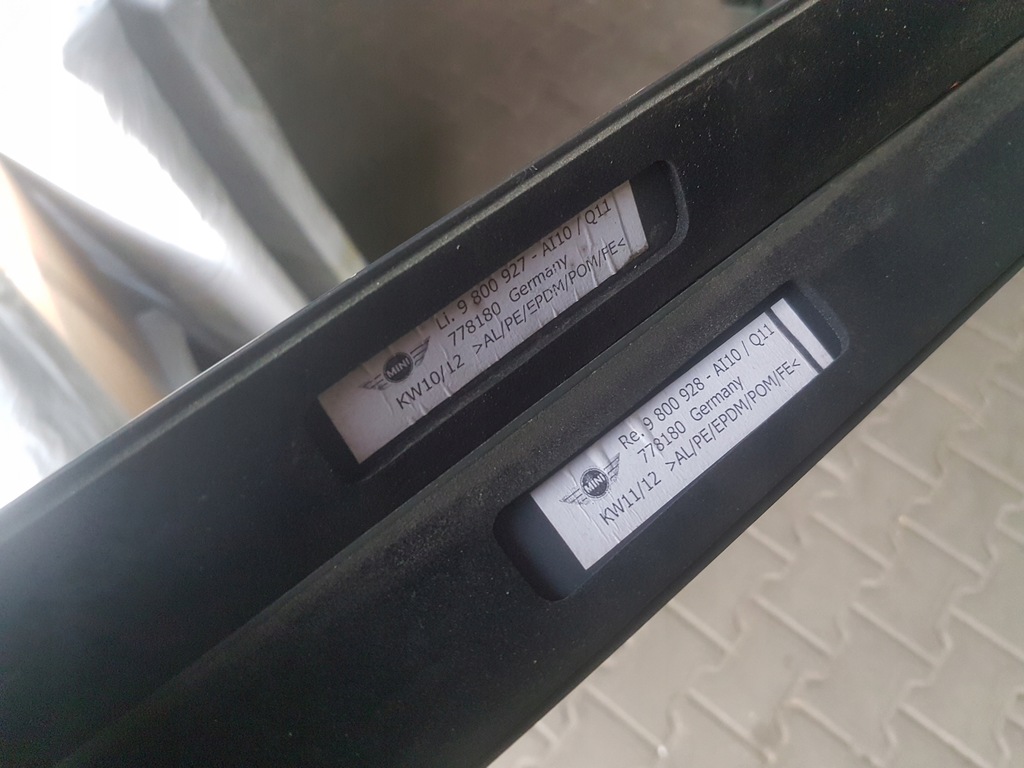 Li. 9 800 927 - AI10 / Q11
778180 Germany
MINI
KW10/12 >AL/PE/EPDM/POM/FE<
Re. 9 800 928 - AI10 / Q11
778180 Germany
MINI
KW11/12 >AL/PE/EPDM/POM/FE<